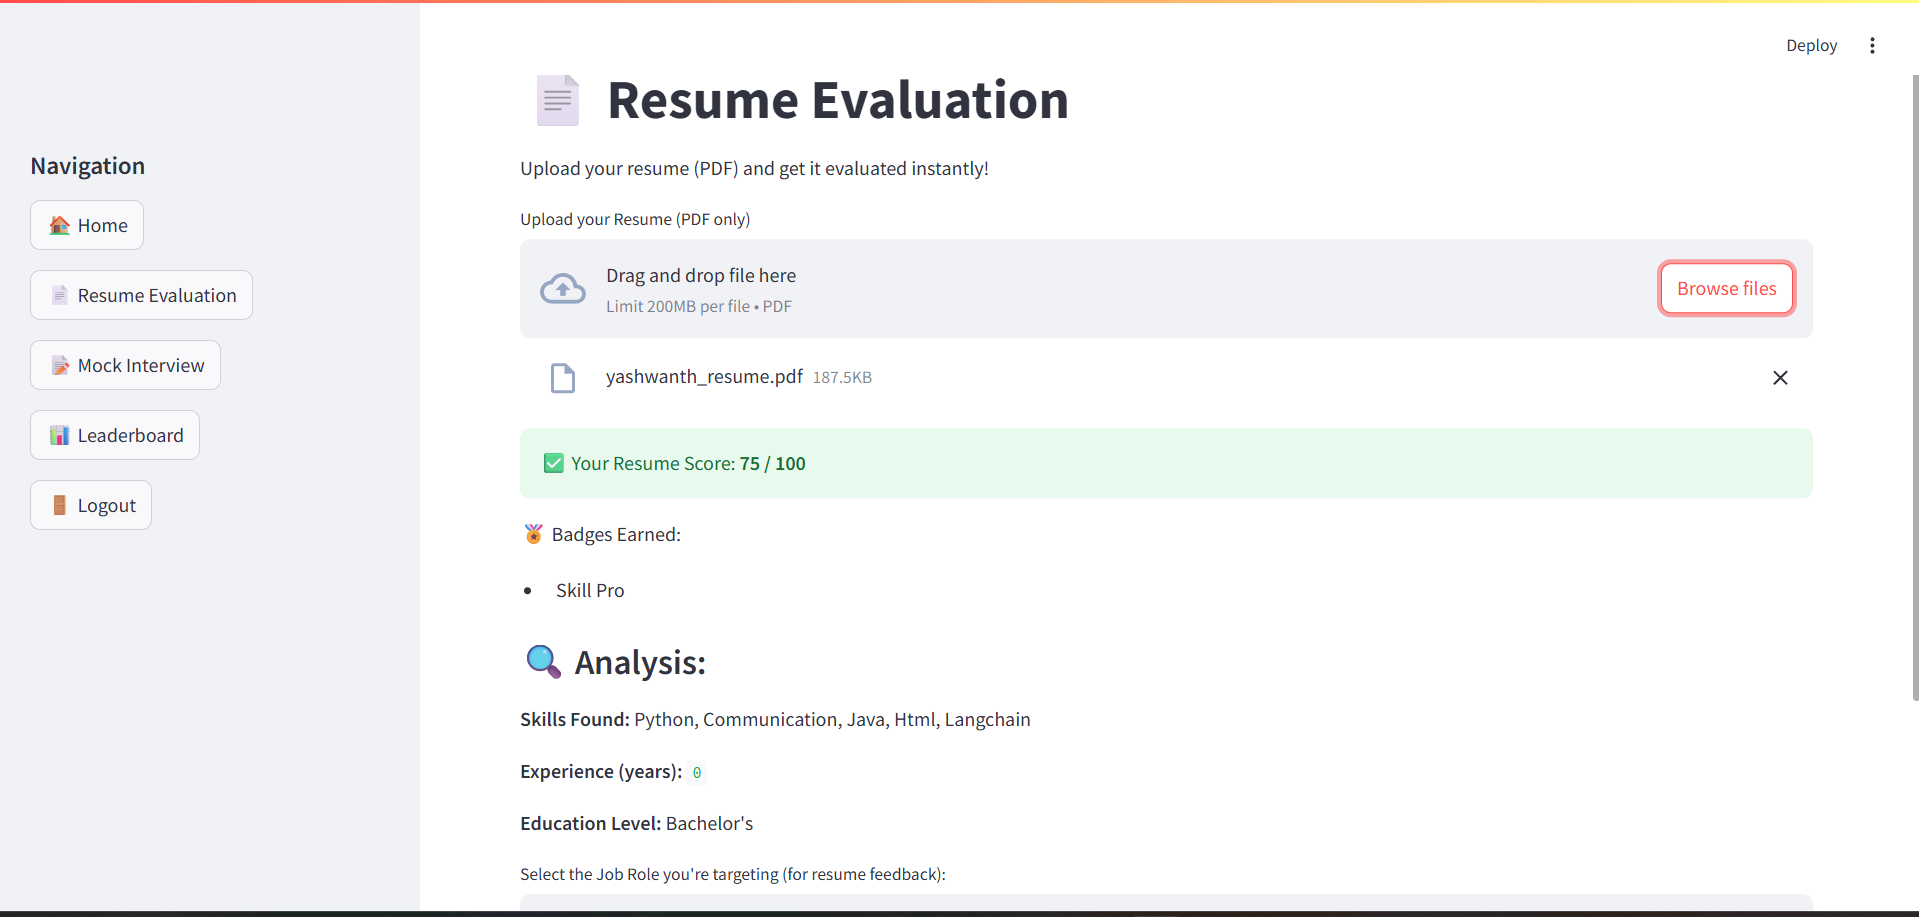 Deploy
Navigation
Home
Resume Evaluation
Mock Interview
Leaderboard
Logout
Resume Evaluation
Upload your resume (PDF) and get it evaluated instantly!
Upload your Resume (PDF only)
Drag and drop file here
Limit 200MB per file • PDF
Browse files
yashwanth_resume.pdf 187.5KB
Your Resume Score: 75 / 100
Badges Earned:
• Skill Pro
Analysis:
Skills Found: Python, Communication, Java, Html, Langchain
Experience (years): 0
Education Level: Bachelor's
Select the Job Role you're targeting (for resume feedback):